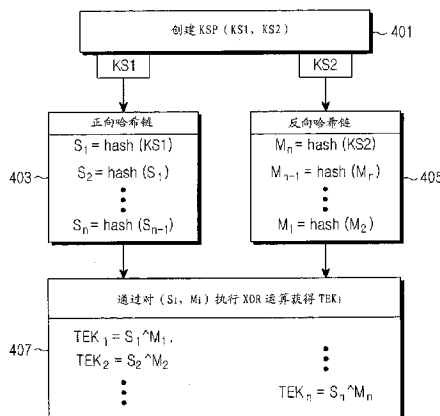 创建 KSP (KS1, KS2)
401
KS1
KS2
正向哈希链
S1 = hash (KS1)
S2 = hash (S1)
Sn = hash (Sn-1)
403
反向哈希链
Mn = hash (KS2)
Mn-1 = hash (Mn)
M1 = hash (M2)
405
通过对 (Si, Mi) 执行 XOR 运算获得 TEKi
407
TEK1 = S1^M1,
TEK2 = S2^M2
TEKn = Sn^Mn